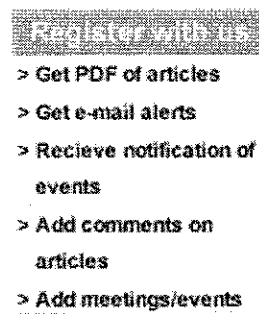 Register with us
> Get PDF of articles
> Get e-mail alerts
> Recieve notification of
events
> Add comments on
articles
> Add meetings/events